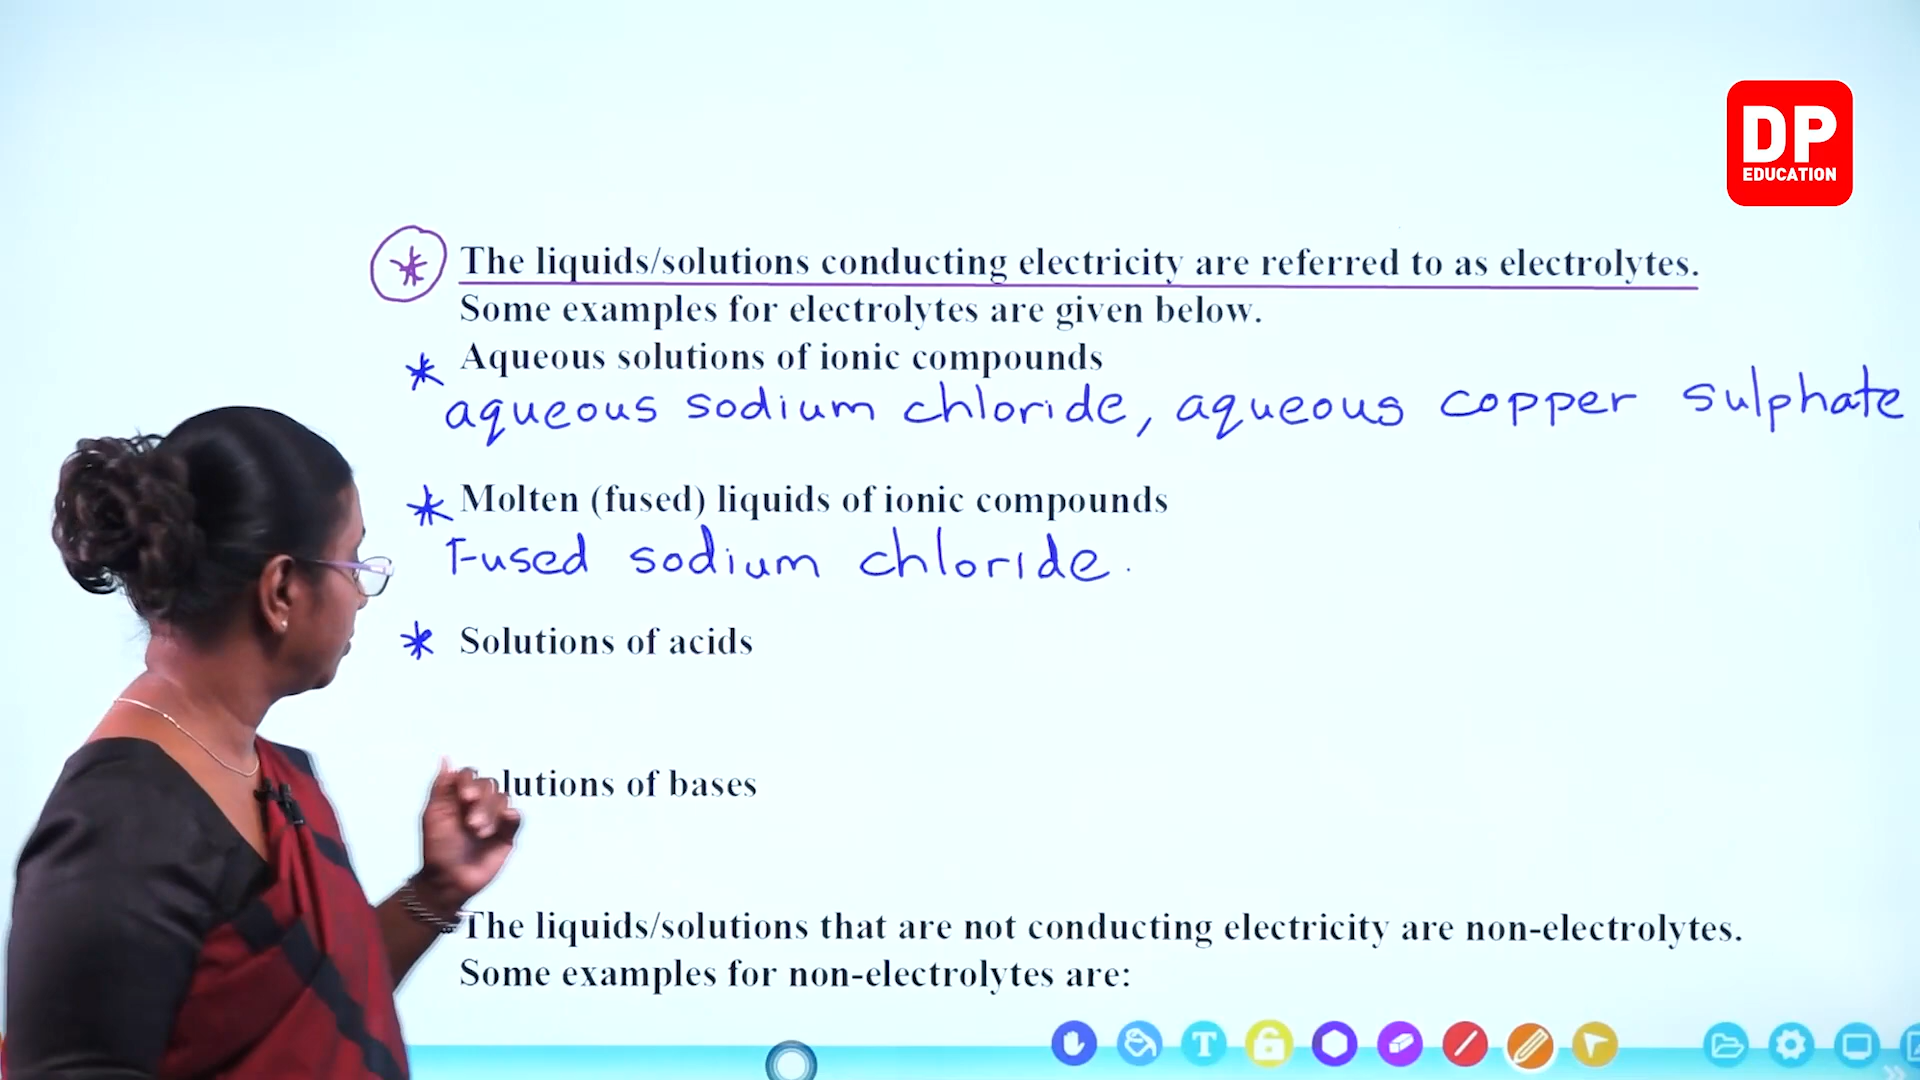 DP
EDUCATION
* The liquids/solutions conducting electricity are referred to as electrolytes.
Some examples for electrolytes are given below.
* Aqueous solutions of ionic compounds
aqueous sodium chloride, aqueous copper sulphate
* Molten (fused) liquids of ionic compounds
Fused sodium chloride.
* Solutions of acids
olutions of bases
The liquids/solutions that are not conducting electricity are non-electrolytes.
Some examples for non-electrolytes are:
T